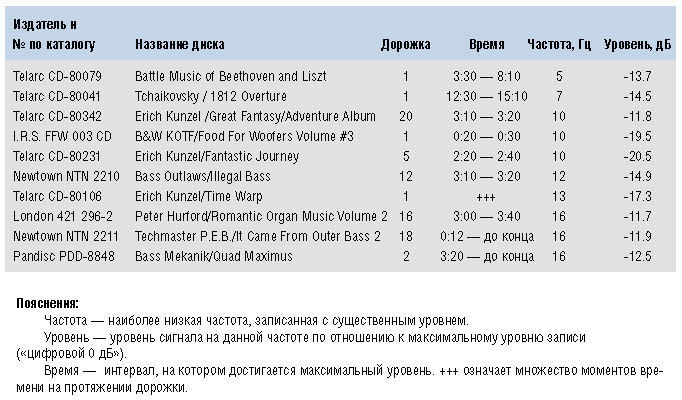 Издатель и
№ по каталогу Название диска Дорожка Время Частота, Гц Уровень, дБ
Telarc CD-80079 Battle Music of Beethoven and Liszt 1 3:30 — 8:10 5 -13.7
Telarc CD-80041 Tchaikovsky / 1812 Overture 1 12:30 — 15:10 7 -14.5
Telarc CD-80342 Erich Kunzel /Great Fantasy/Adventure Album 20 3:10 — 3:20 10 -11.8
I.R.S. FFW 003 CD B&W KOTF/Food For Woofers Volume #3 1 0:20 — 0:30 10 -19.5
Telarc CD-80231 Erich Kunzel/Fantastic Journey 5 2:20 — 2:40 10 -20.5
Newtown NTN 2210 Bass Outlaws/Illegal Bass 12 3:10 — 3:20 12 -14.9
Telarc CD-80106 Erich Kunzel/Time Warp 1 +++ 13 -17.3
London 421 296-2 Peter Hurford/Romantic Organ Music Volume 2 16 3:00 — 3:40 16 -11.7
Newtown NTN 2211 Techmaster P.E.B./It Came From Outer Bass 2 18 0:12 — до конца 16 -11.9
Pandisc PDD-8848 Bass Mekanik/Quad Maximus 2 3:20 — до конца 16 -12.5
Пояснения:
Частота — наиболее низкая частота, записанная с существенным уровнем.
Уровень — уровень сигнала на данной частоте по отношению к максимальному уровню записи
(«цифровой 0 дБ»).
Время — интервал, на котором достигается максимальный уровень. +++ означает множество моментов вре-
мени на протяжении дорожки.